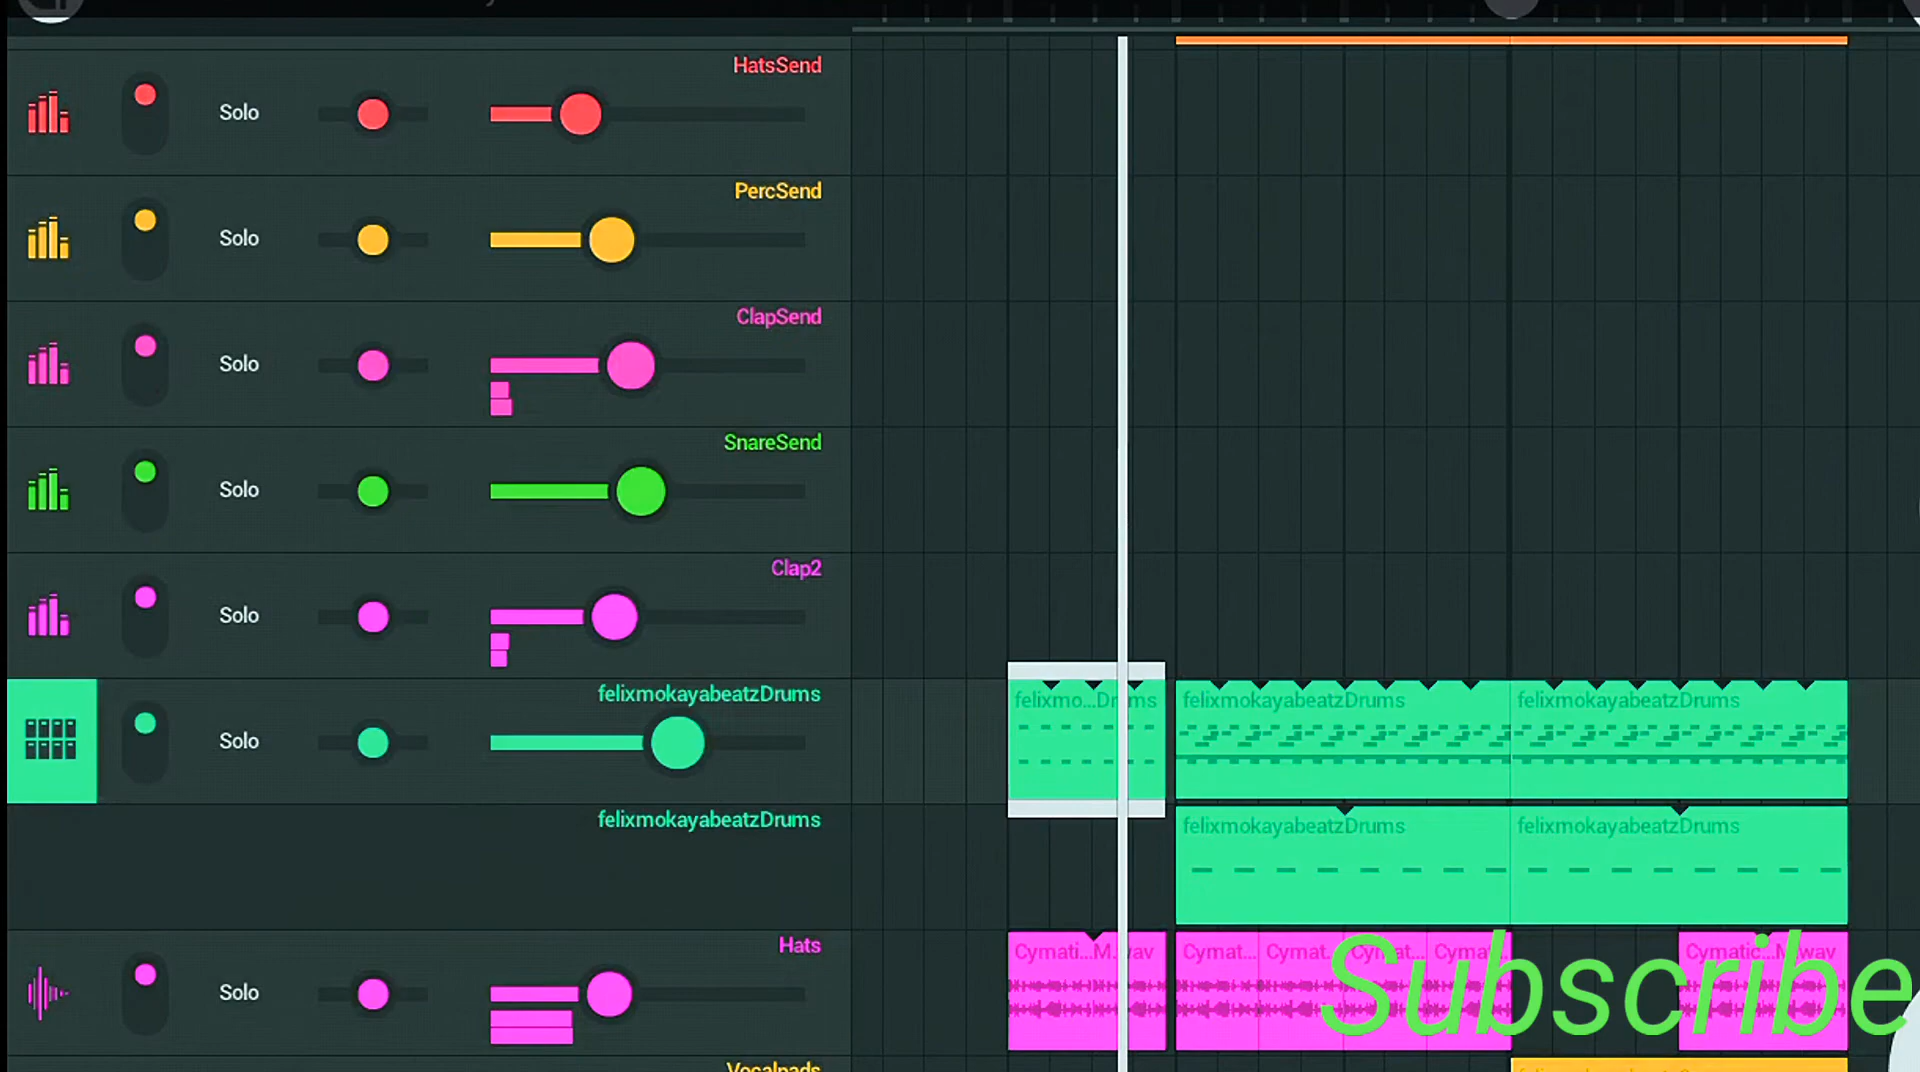 HatsSend
Solo
PercSend
Solo
ClapSend
Solo
SnareSend
Solo
Clap2
Solo
felixmokayabeatzDrums
Solo
felixmo...Drums
felixmokayabeatzDrums
felixmokayabeatzDrums
felixmokayabeatzDrums
felixmokayabeatzDrums
felixmokayabeatzDrums
Hats
Solo
Cymati...M.wav
Cymat...
Cymat...
Cymat...
Cymat...
Cymatic...M.wav
Subscribe
Vocalpads